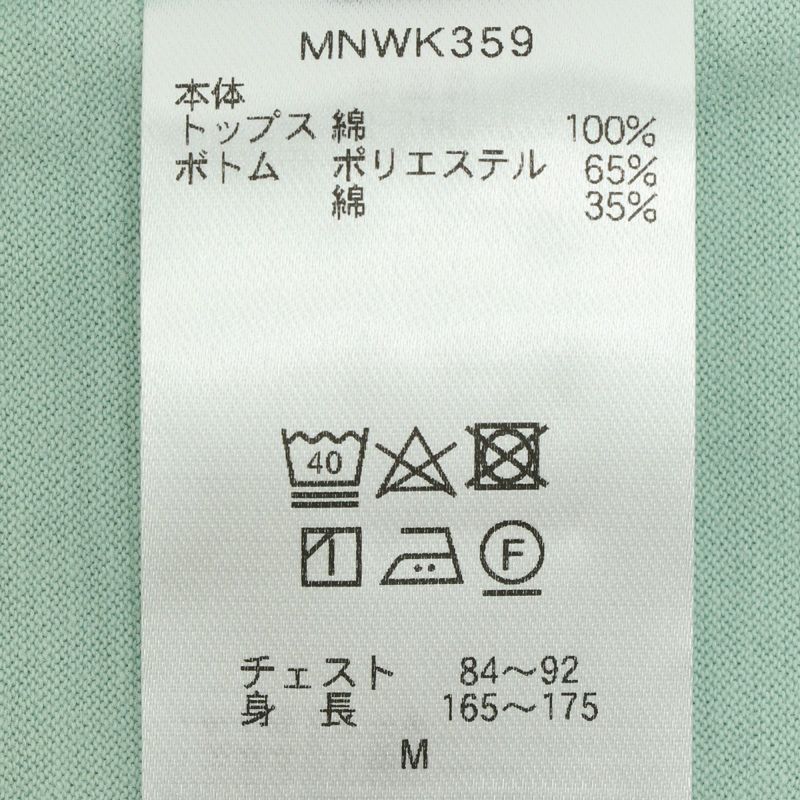 MNWK359
本体
トップス 綿 100%
ボトム ポリエステル 65%
綿 35%
40
F
チェスト 84～92
身 長 165～175
M